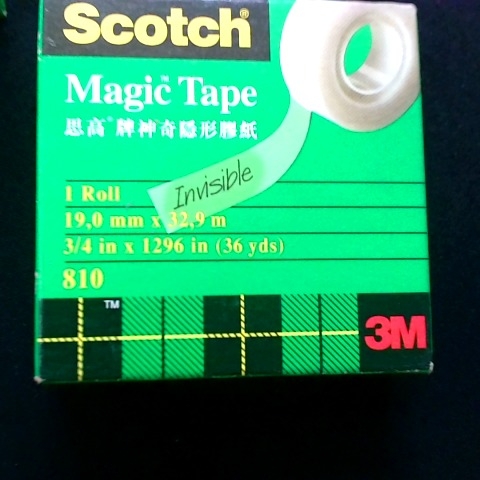 Scotch®
Magic™ Tape
思高®牌神奇隱形膠紙
Invisible
1 Roll
19,0 mm x 32,9 m
3/4 in x 1296 in (36 yds)
810
™
3M